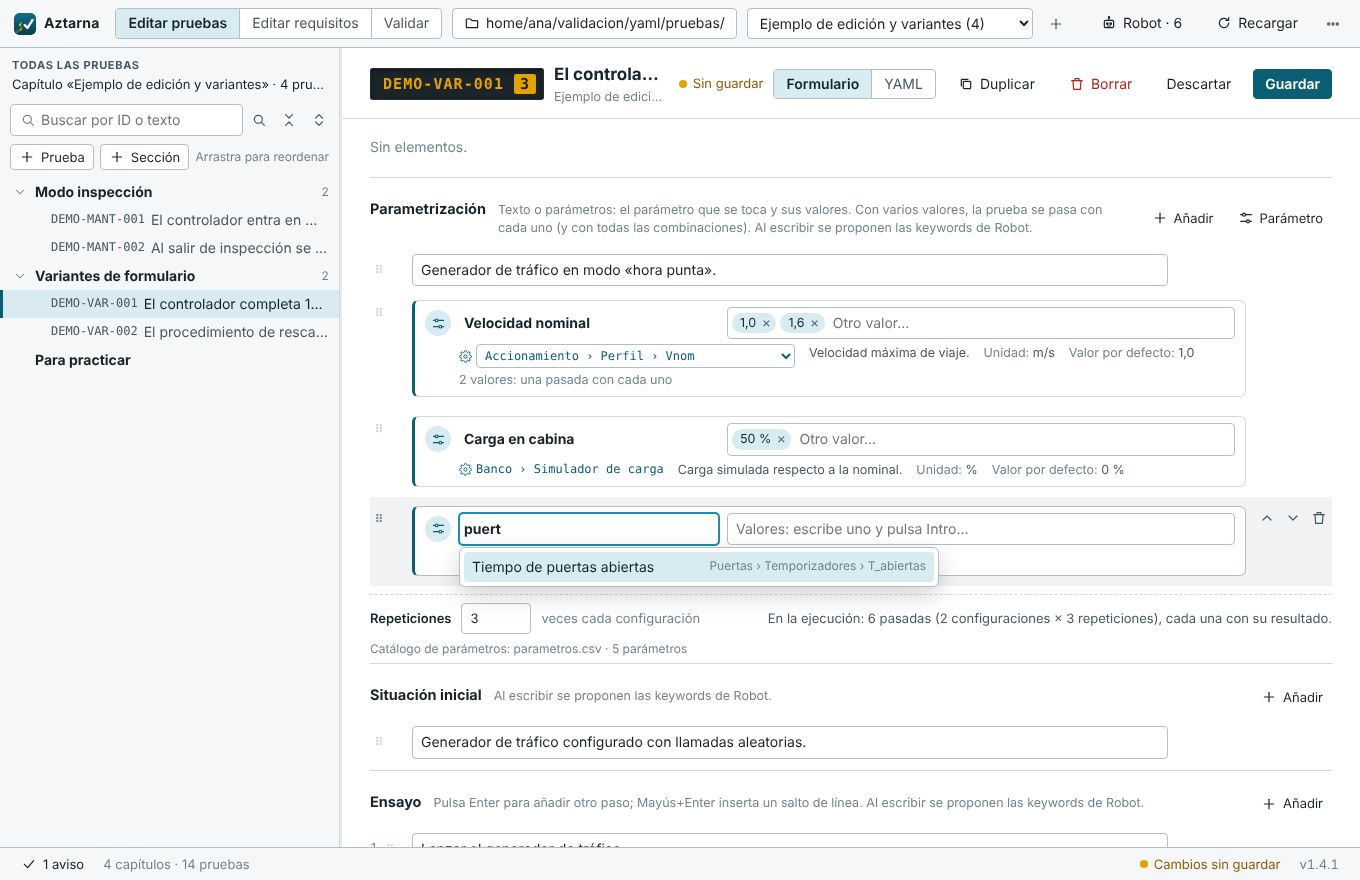 Aztarna
Editar pruebas
Editar requisitos
Validar
home/ana/validacion/yaml/pruebas/
Ejemplo de edición y variantes (4)
Robot · 6
Recargar
TODAS LAS PRUEBAS
Capítulo «Ejemplo de edición y variantes» · 4 pru...
Buscar por ID o texto
Prueba
Sección
Arrastra para reordenar
Modo inspección 2
DEMO-MANT-001 El controlador entra en ...
DEMO-MANT-002 Al salir de inspección se ...
Variantes de formulario 2
DEMO-VAR-001 El controlador completa 1...
DEMO-VAR-002 El procedimiento de resca...
Para practicar
DEMO-VAR-001 3
El controla...
Ejemplo de edici...
Sin guardar
Formulario
YAML
Duplicar
Borrar
Descartar
Guardar
Sin elementos.
Parametrización
Texto o parámetros: el parámetro que se toca y sus valores. Con varios valores, la prueba se pasa con
cada uno (y con todas las combinaciones). Al escribir se proponen las keywords de Robot.
Añadir
Parámetro
Generador de tráfico en modo «hora punta».
Velocidad nominal
1,0 ×
1,6 ×
Otro valor...
Accionamiento › Perfil › Vnom
Velocidad máxima de viaje.
Unidad: m/s
Valor por defecto: 1,0
2 valores: una pasada con cada uno
Carga en cabina
50 % ×
Otro valor...
Banco › Simulador de carga
Carga simulada respecto a la nominal.
Unidad: %
Valor por defecto: 0 %
puert
Valores: escribe uno y pulsa Intro...
Tiempo de puertas abiertas
Puertas › Temporizadores › T_abiertas
Repeticiones
3
veces cada configuración
En la ejecución: 6 pasadas (2 configuraciones × 3 repeticiones), cada una con su resultado.
Catálogo de parámetros: parametros.csv · 5 parámetros
Situación inicial
Al escribir se proponen las keywords de Robot.
Añadir
Generador de tráfico configurado con llamadas aleatorias.
Ensayo
Pulsa Enter para añadir otro paso; Mayús+Enter inserta un salto de línea. Al escribir se proponen las keywords de Robot.
Añadir
1
Lanzar el generador de tráfico.
1 aviso
4 capítulos · 14 pruebas
Cambios sin guardar
v1.4.1